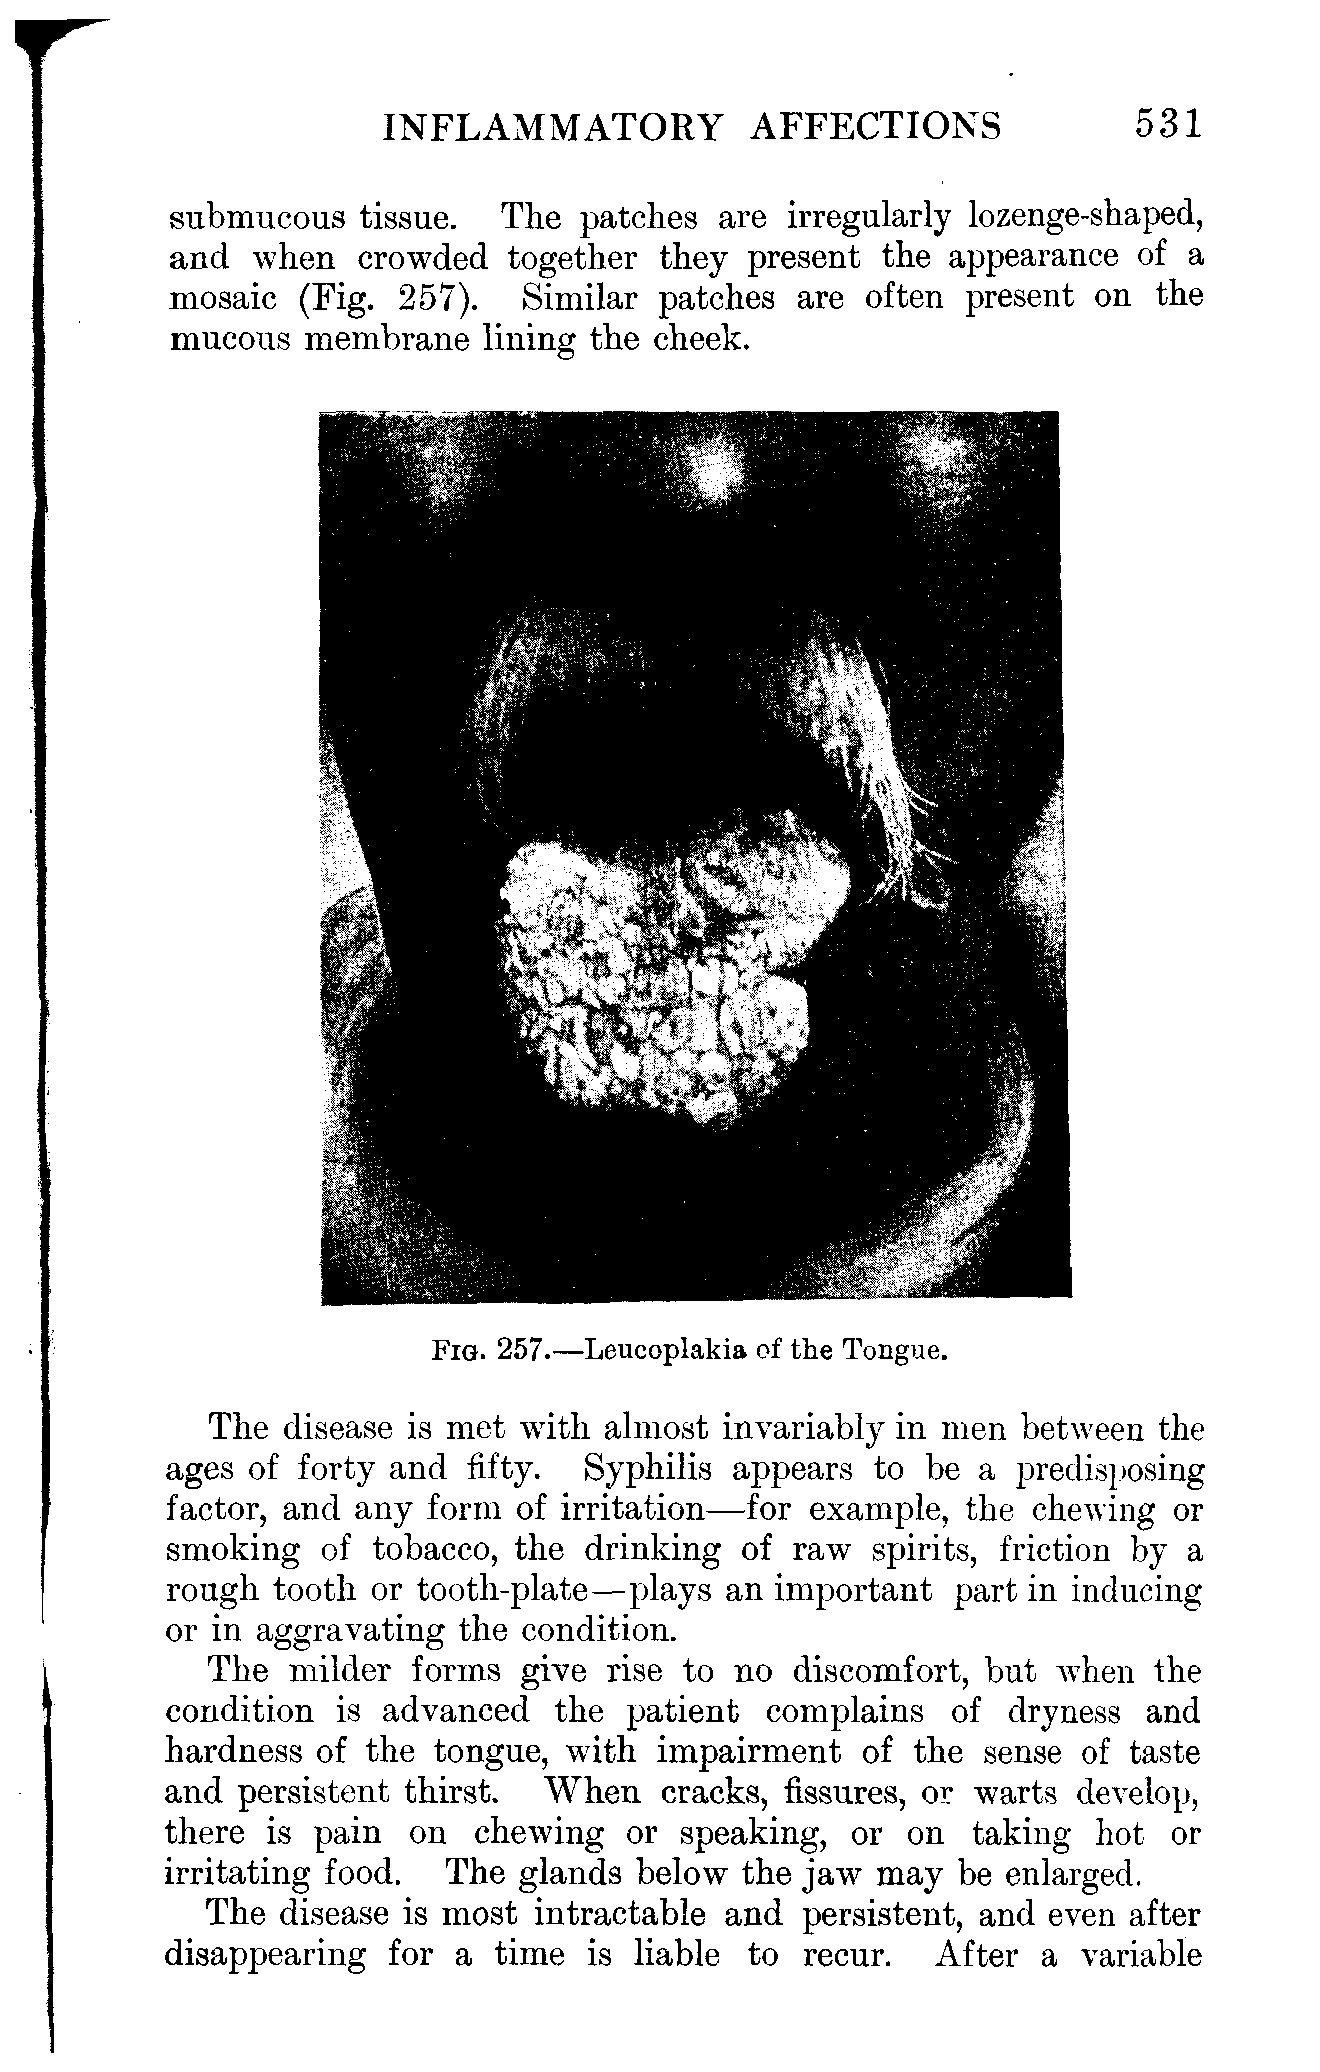 INFLAMMATORY AFFECTIONS 531
submucous tissue. The patches are irregularly lozenge-shaped,
and when crowded together they present the appearance of a
mosaic (Fig. 257). Similar patches are often present on the
mucous membrane lining the cheek.
FIG. 257.—Leucoplakia of the Tongue.
The disease is met with almost invariably in men between the
ages of forty and fifty. Syphilis appears to be a predisposing
factor, and any form of irritation—for example, the chewing or
smoking of tobacco, the drinking of raw spirits, friction by a
rough tooth or tooth-plate—plays an important part in inducing
or in aggravating the condition.
The milder forms give rise to no discomfort, but when the
condition is advanced the patient complains of dryness and
hardness of the tongue, with impairment of the sense of taste
and persistent thirst. When cracks, fissures, or warts develop,
there is pain on chewing or speaking, or on taking hot or
irritating food. The glands below the jaw may be enlarged.
The disease is most intractable and persistent, and even after
disappearing for a time is liable to recur. After a variable